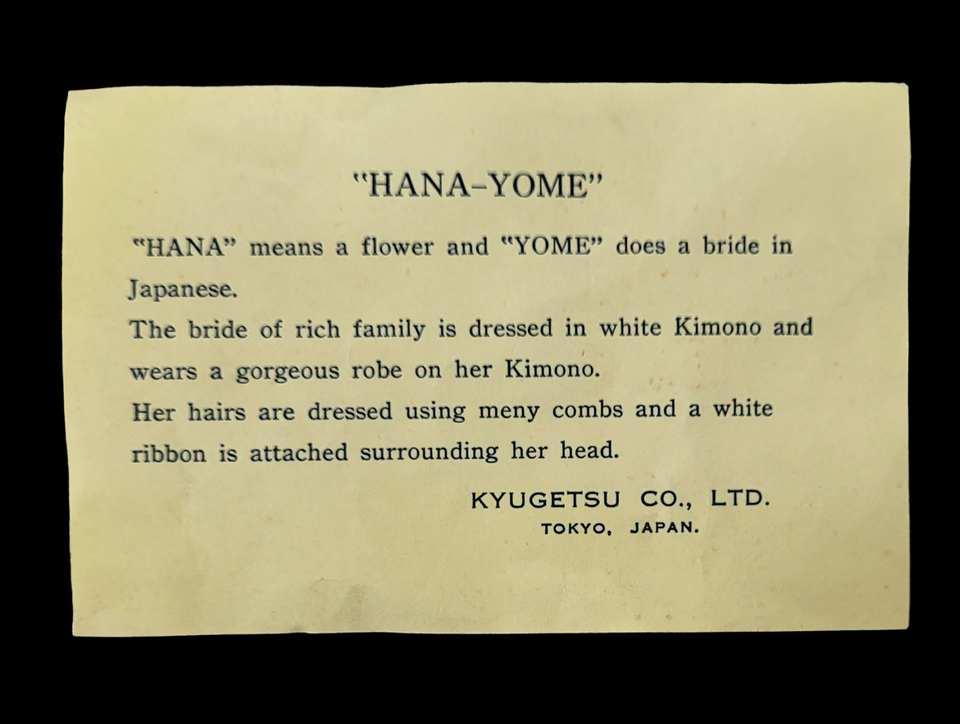 "HANA-YOME"
"HANA" means a flower and "YOME" does a bride in
Japanese.
The bride of rich family is dressed in white Kimono and
wears a gorgeous robe on her Kimono.
Her hairs are dressed using meny combs and a white
ribbon is attached surrounding her head.
KYUGETSU CO., LTD.
TOKYO, JAPAN.